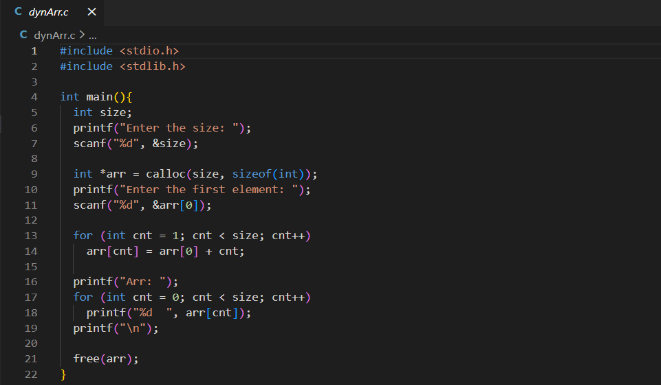 C dynArr.c ×
C dynArr.c > ...
1 #include <stdio.h>
2 #include <stdlib.h>
3
4 int main(){
5   int size;
6   printf("Enter the size: ");
7   scanf("%d", &size);
8
9   int *arr = calloc(size, sizeof(int));
10   printf("Enter the first element: ");
11   scanf("%d", &arr[0]);
12
13   for (int cnt = 1; cnt < size; cnt++)
14     arr[cnt] = arr[0] + cnt;
15
16   printf("Arr: ");
17   for (int cnt = 0; cnt < size; cnt++)
18     printf("%d  ", arr[cnt]);
19   printf("\n");
20
21   free(arr);
22 }